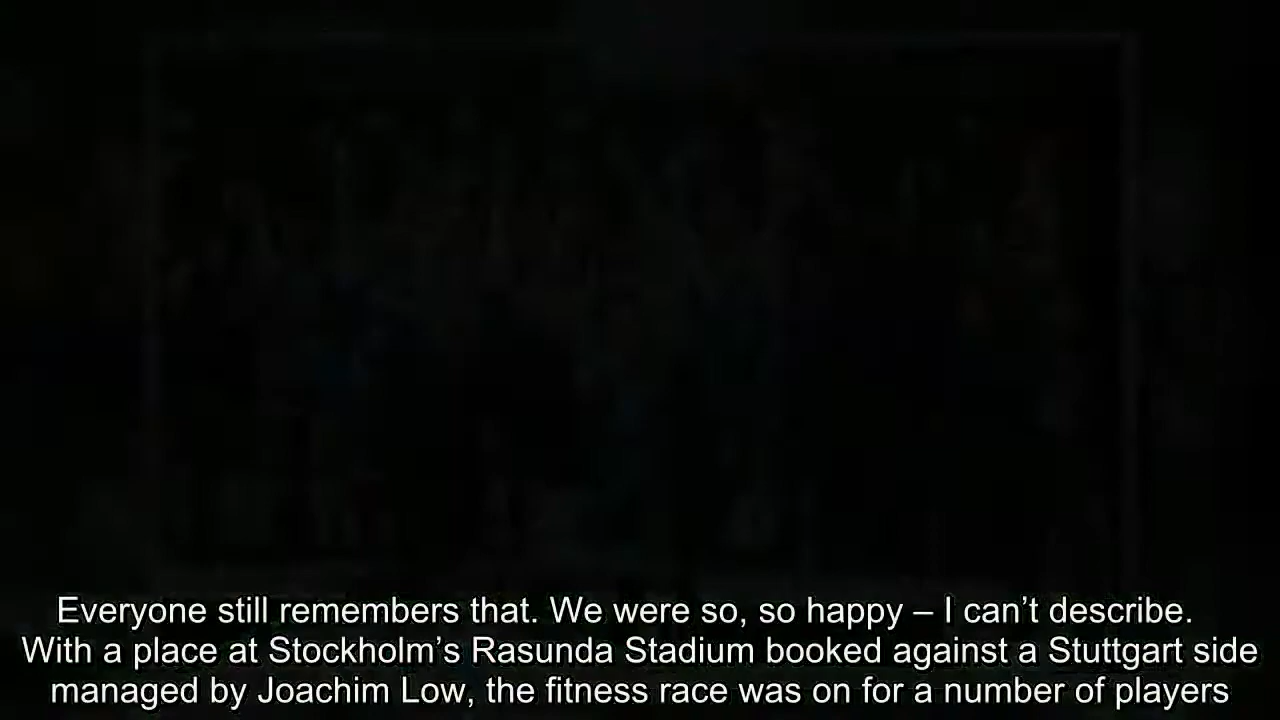 Everyone still remembers that. We were so, so happy – I can’t describe.
With a place at Stockholm’s Rasunda Stadium booked against a Stuttgart side
managed by Joachim Low, the fitness race was on for a number of players